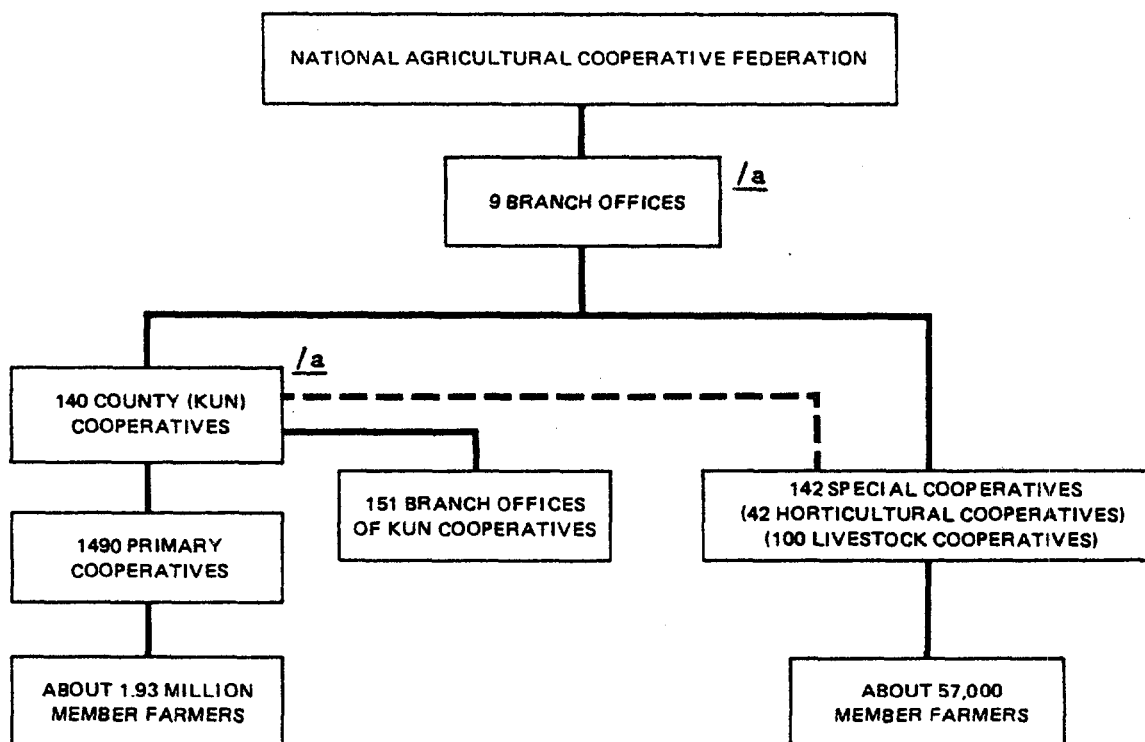 NATIONAL AGRICULTURAL COOPERATIVE FEDERATION
/a
9 BRANCH OFFICES
/a
140 COUNTY (KUN)
COOPERATIVES
151 BRANCH OFFICES
OF KUN COOPERATIVES
142 SPECIAL COOPERATIVES
(42 HORTICULTURAL COOPERATIVES)
(100 LIVESTOCK COOPERATIVES)
1490 PRIMARY
COOPERATIVES
ABOUT 1.93 MILLION
MEMBER FARMERS
ABOUT 57,000
MEMBER FARMERS